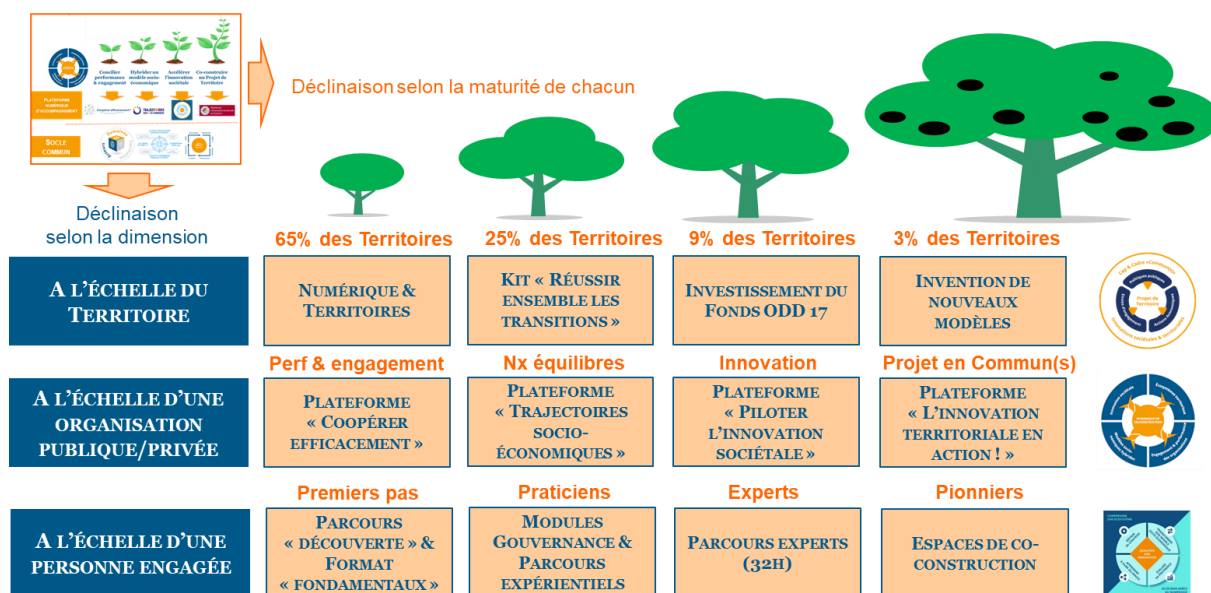 Concilier
performance
& engagement
Hybrider un
modèle socio-
économique
Accélérer
l'innovation
sociétale
Co-construire
un Projet de
Territoire
PLATEFORME
NUMÉRIQUE
D'ACCOMPAGNEMENT
SOCLE
COMMUN
Déclinaison selon la maturité de chacun
Déclinaison
selon la dimension
65% des Territoires
25% des Territoires
9% des Territoires
3% des Territoires
A L'ÉCHELLE DU
TERRITOIRE
NUMÉRIQUE &
TERRITOIRES
KIT « RÉUSSIR
ENSEMBLE LES
TRANSITIONS »
INVESTISSEMENT DU
FONDS ODD 17
INVENTION DE
NOUVEAUX
MODÈLES
Cap & Cadre «Commun(s)»
Politiques publiques
Projet de
Territoire
Perf & engagement
Nx équilibres
Innovation
Projet en Commun(s)
A L'ÉCHELLE D'UNE
ORGANISATION
PUBLIQUE/PRIVÉE
PLATEFORME
« COOPÉRER
EFFICACEMENT »
PLATEFORME
« TRAJECTOIRES
SOCIO-
ÉCONOMIQUES »
PLATEFORME
« PILOTER
L'INNOVATION
SOCIÉTALE »
PLATEFORME
« L'INNOVATION
TERRITORIALE EN
ACTION ! »
Premiers pas
Praticiens
Experts
Pionniers
A L'ÉCHELLE D'UNE
PERSONNE ENGAGÉE
PARCOURS
« DÉCOUVERTE » &
FORMAT
« FONDAMENTAUX »
MODULES
GOUVERNANCE &
PARCOURS
EXPÉRIENTIELS
PARCOURS EXPERTS
(32H)
ESPACES DE CO-
CONSTRUCTION